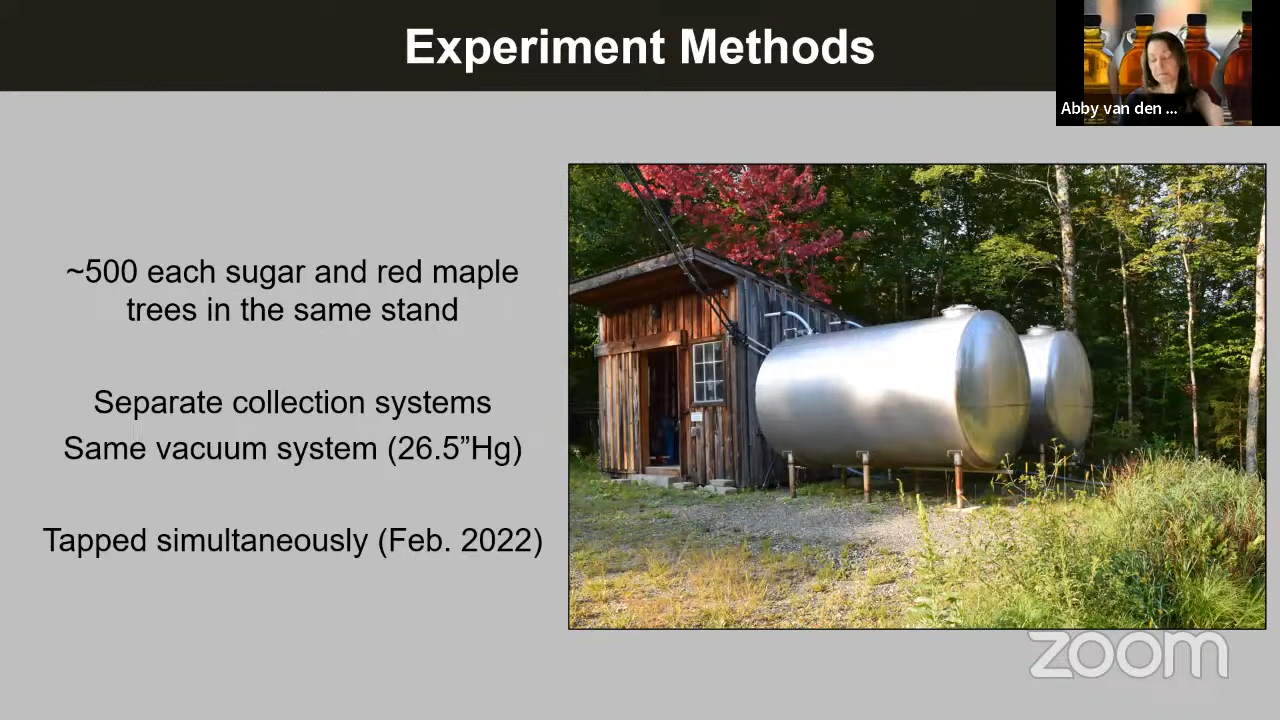 Experiment Methods
Abby van den ...
~500 each sugar and red maple
trees in the same stand
Separate collection systems
Same vacuum system (26.5”Hg)
Tapped simultaneously (Feb. 2022)
zoom